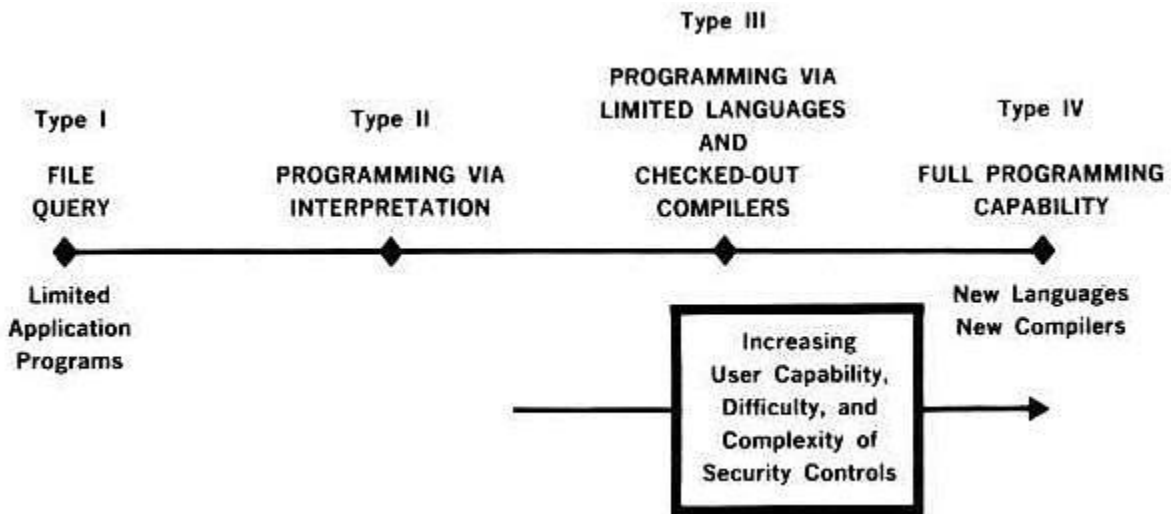 Type I
FILE
QUERY
Limited
Application
Programs
Type II
PROGRAMMING VIA
INTERPRETATION
Type III
PROGRAMMING VIA
LIMITED LANGUAGES
AND
CHECKED-OUT
COMPILERS
Type IV
FULL PROGRAMMING
CAPABILITY
New Languages
New Compilers
Increasing
User Capability,
Difficulty, and
Complexity of
Security Controls